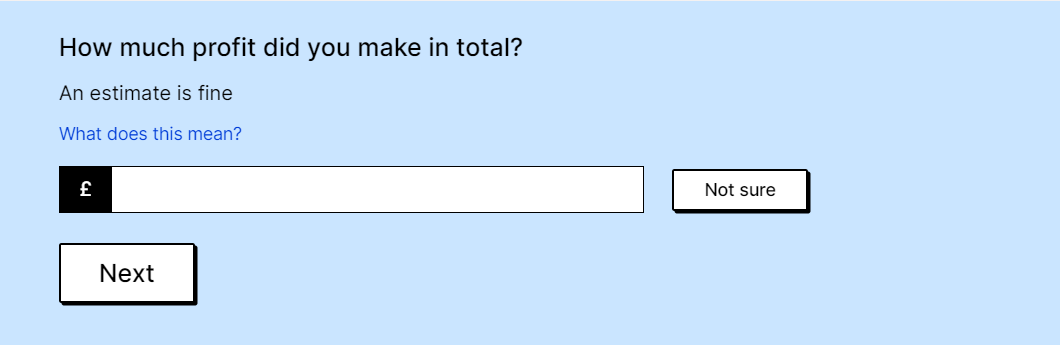 How much profit did you make in total?
An estimate is fine
What does this mean?
£
Not sure
Next